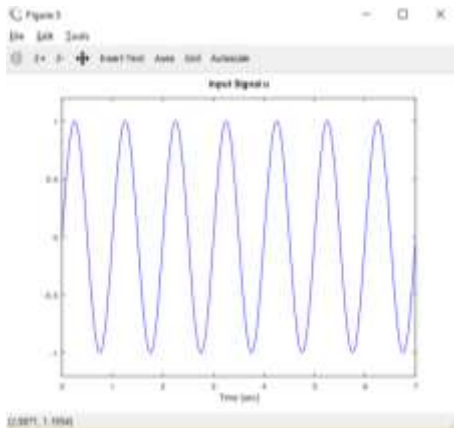 Figure 5
File Edit Tools
Z+ Z- Insert Text Axes Grid Autoscale
Input Signal u
1
0.5
0
-0.5
-1
0 1 2 3 4 5 6 7
Time (sec)